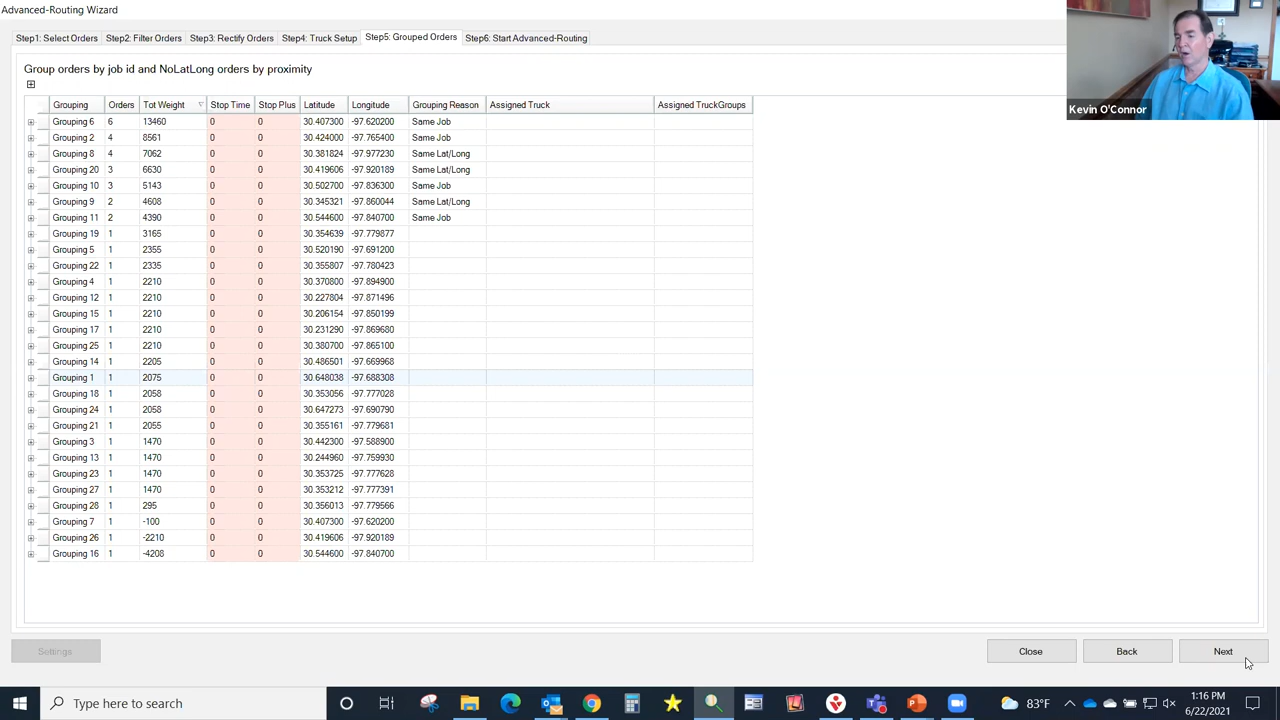 Advanced-Routing Wizard
Step1: Select Orders Step2: Filter Orders Step3: Rectify Orders Step4: Truck Setup Step5: Grouped Orders Step6: Start Advanced-Routing
Kevin O'Connor
Group orders by job id and NoLatLong orders by proximity
Grouping Orders Tot Weight Stop Time Stop Plus Latitude Longitude Grouping Reason Assigned Truck Assigned TruckGroups
Grouping 6 6 13460 0 0 30.407300 -97.620200 Same Job
Grouping 2 4 8561 0 0 30.424000 -97.765400 Same Job
Grouping 8 4 7062 0 0 30.381824 -97.977230 Same Lat/Long
Grouping 20 3 6630 0 0 30.419606 -97.920189 Same Lat/Long
Grouping 10 3 5143 0 0 30.502700 -97.836300 Same Job
Grouping 9 2 4608 0 0 30.345321 -97.860044 Same Lat/Long
Grouping 11 2 4390 0 0 30.544600 -97.840700 Same Job
Grouping 19 1 3165 0 0 30.354639 -97.779877
Grouping 5 1 2355 0 0 30.520190 -97.691200
Grouping 22 1 2335 0 0 30.355807 -97.780423
Grouping 4 1 2210 0 0 30.370800 -97.894900
Grouping 12 1 2210 0 0 30.227804 -97.871496
Grouping 15 1 2210 0 0 30.206154 -97.850199
Grouping 17 1 2210 0 0 30.231290 -97.869680
Grouping 25 1 2210 0 0 30.380700 -97.865100
Grouping 14 1 2205 0 0 30.486501 -97.669968
Grouping 1 1 2075 0 0 30.648038 -97.688308
Grouping 18 1 2058 0 0 30.353056 -97.777028
Grouping 24 1 2058 0 0 30.647273 -97.690790
Grouping 21 1 2055 0 0 30.355161 -97.779681
Grouping 3 1 1470 0 0 30.442300 -97.588900
Grouping 13 1 1470 0 0 30.244960 -97.759930
Grouping 23 1 1470 0 0 30.353725 -97.777628
Grouping 27 1 1470 0 0 30.353212 -97.777391
Grouping 28 1 295 0 0 30.356013 -97.779566
Grouping 7 1 -100 0 0 30.407300 -97.620200
Grouping 26 1 -2210 0 0 30.419606 -97.920189
Grouping 16 1 -4208 0 0 30.544600 -97.840700
Settings Close Back Next
Type here to search
83°F
1:16 PM
6/22/2021